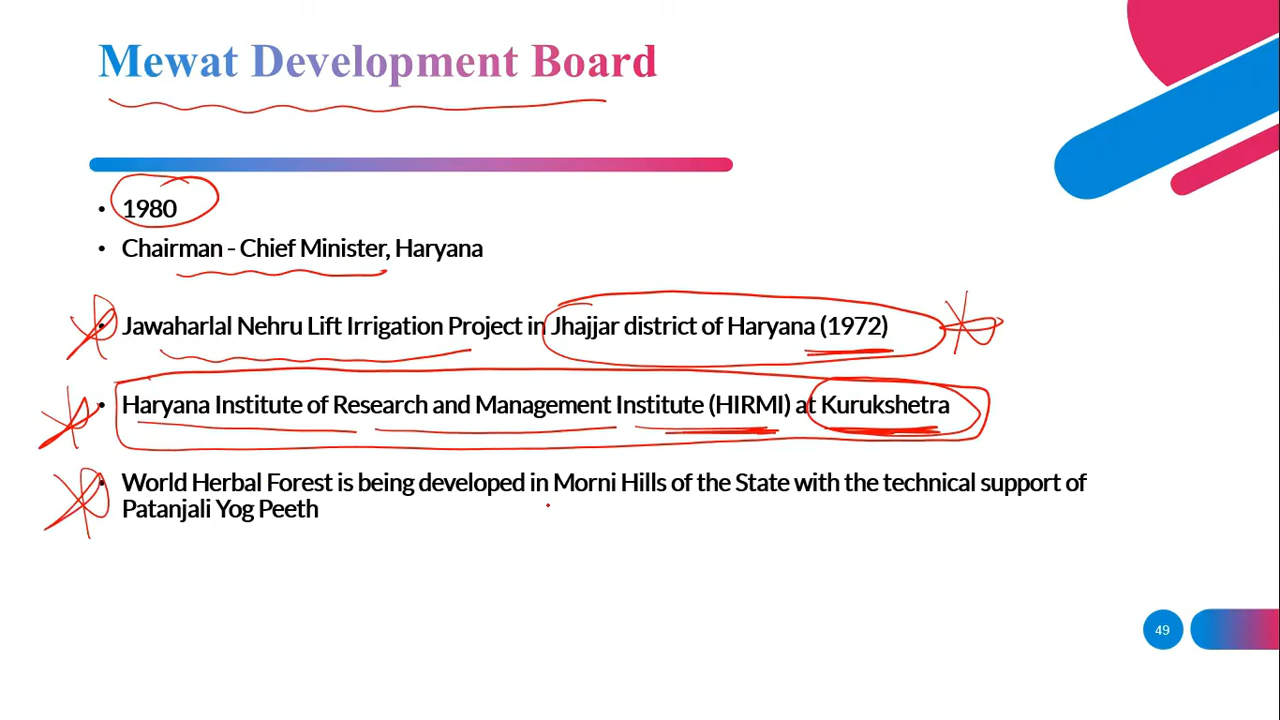 Mewat Development Board
• 1980
• Chairman - Chief Minister, Haryana
• Jawaharlal Nehru Lift Irrigation Project in Jhajjar district of Haryana (1972)
• Haryana Institute of Research and Management Institute (HIRMI) at Kurukshetra
• World Herbal Forest is being developed in Morni Hills of the State with the technical support of
Patanjali Yog Peeth
49